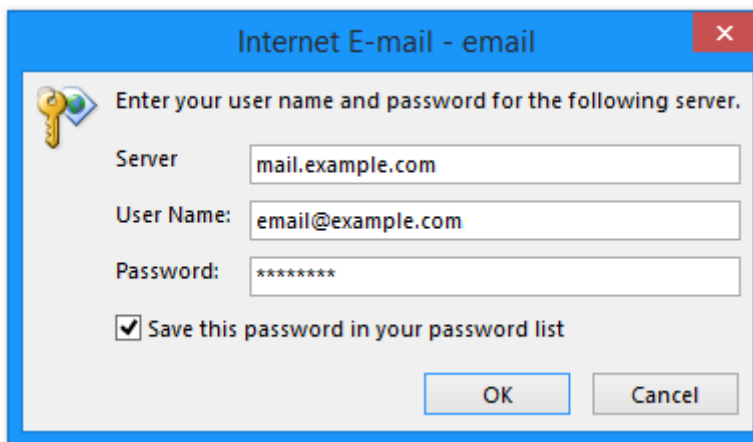 Internet E-mail - email
Enter your user name and password for the following server.
Server mail.example.com
User Name: email@example.com
Password: ********
Save this password in your password list
OK Cancel